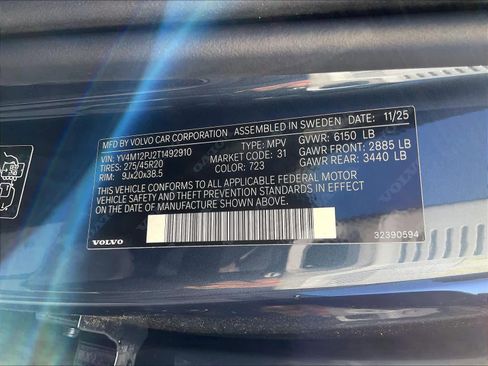 MFD BY VOLVO CAR CORPORATION ASSEMBLED IN SWEDEN DATE 11/25
VIN: YV4M12PJ2T1492910 TYPE: MPV GVWR: 6150 LB
TIRES: 275/45R20 MARKET CODE: 31 GAWR FRONT: 2885 LB
RIM: 9Jx20x38.5 COLOR: 723 GAWR REAR: 3440 LB
THIS VEHICLE CONFORMS TO ALL APPLICABLE FEDERAL MOTOR
VEHICLE SAFETY AND THEFT PREVENTION STANDARDS IN EFFECT ON
THE DATE OF MANUFACTURE SHOWN ABOVE
VOLVO 32390594